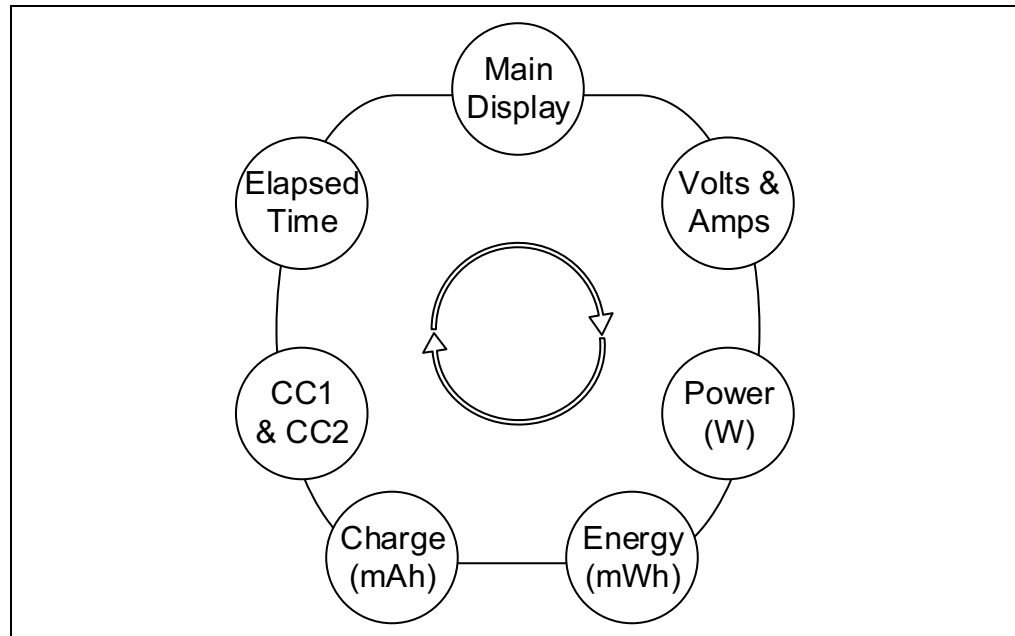 Main
Display
Volts &
Amps
Power
(W)
Energy
(mWh)
Charge
(mAh)
CC1
& CC2
Elapsed
Time